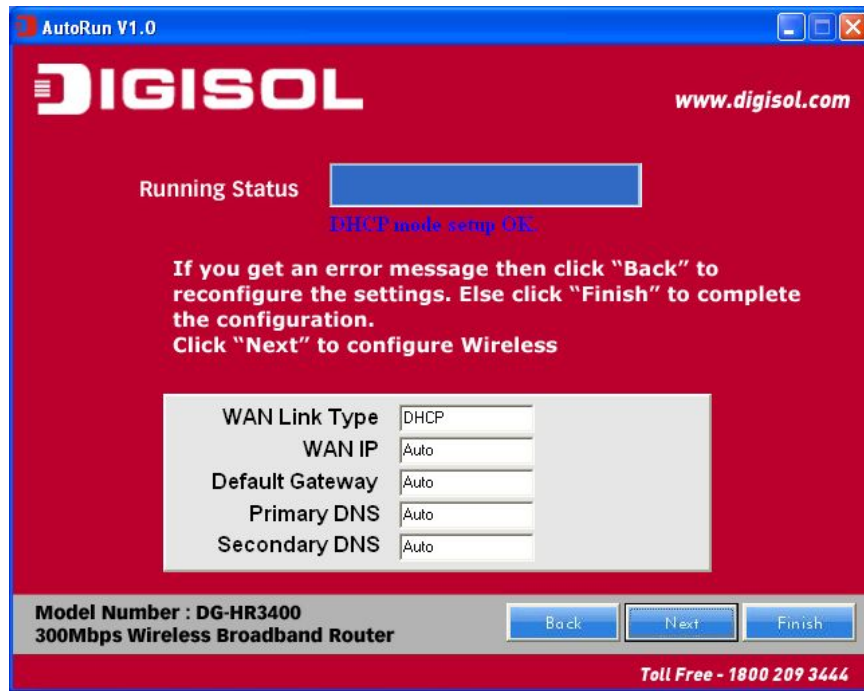 AutoRun V1.0
DIGISOL
www.digisol.com
Running Status
DHCP mode setup OK.
If you get an error message then click “Back” to
reconfigure the settings. Else click “Finish” to complete
the configuration.
Click “Next” to configure Wireless
WAN Link Type DHCP
WAN IP Auto
Default Gateway Auto
Primary DNS Auto
Secondary DNS Auto
Model Number : DG-HR3400
300Mbps Wireless Broadband Router
Back Next Finish
Toll Free - 1800 209 3444